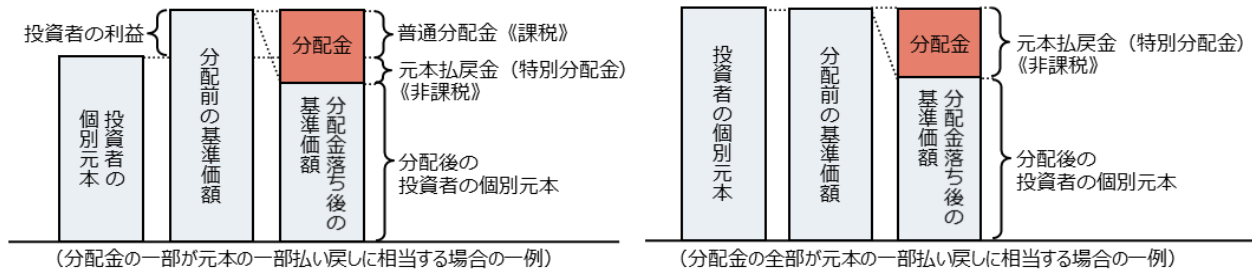 投資者の利益
投資者の
個別元本
分配前の基準価額
分配金
分配金落ち後の
基準価額
普通分配金《課税》
元本払戻金（特別分配金）
《非課税》
分配後の
投資者の個別元本
（分配金の一部が元本の一部払い戻しに相当する場合の一例）
投資者の個別元本
分配前の基準価額
分配金
分配金落ち後の
基準価額
元本払戻金（特別分配金）
《非課税》
分配後の
投資者の個別元本
（分配金の全部が元本の一部払い戻しに相当する場合の一例）